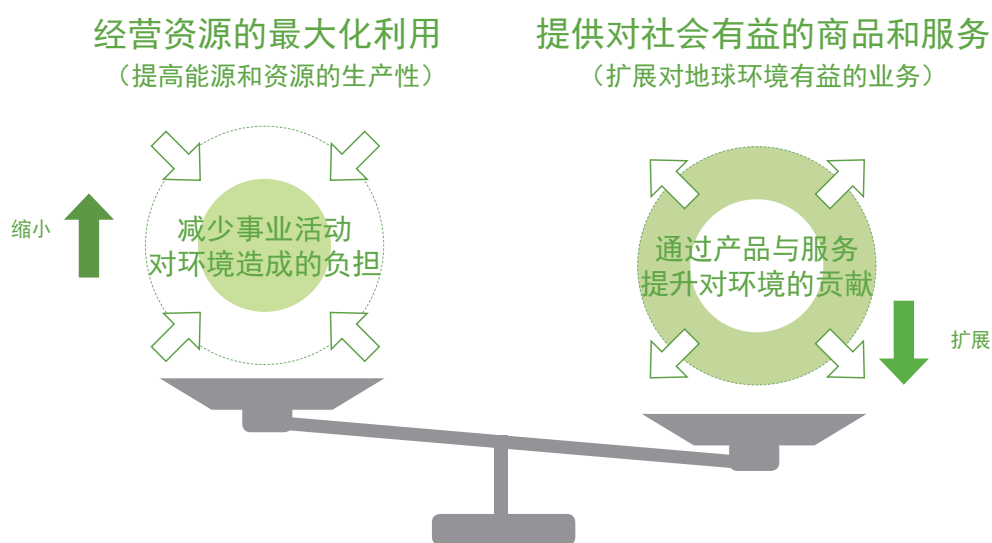 经营资源的最大化利用
（提高能源和资源的生产性）
提供对社会有益的商品和服务
（扩展对地球环境有益的业务）
缩小
减少事业活动
对环境造成的负担
通过产品与服务
提升对环境的贡献
扩展